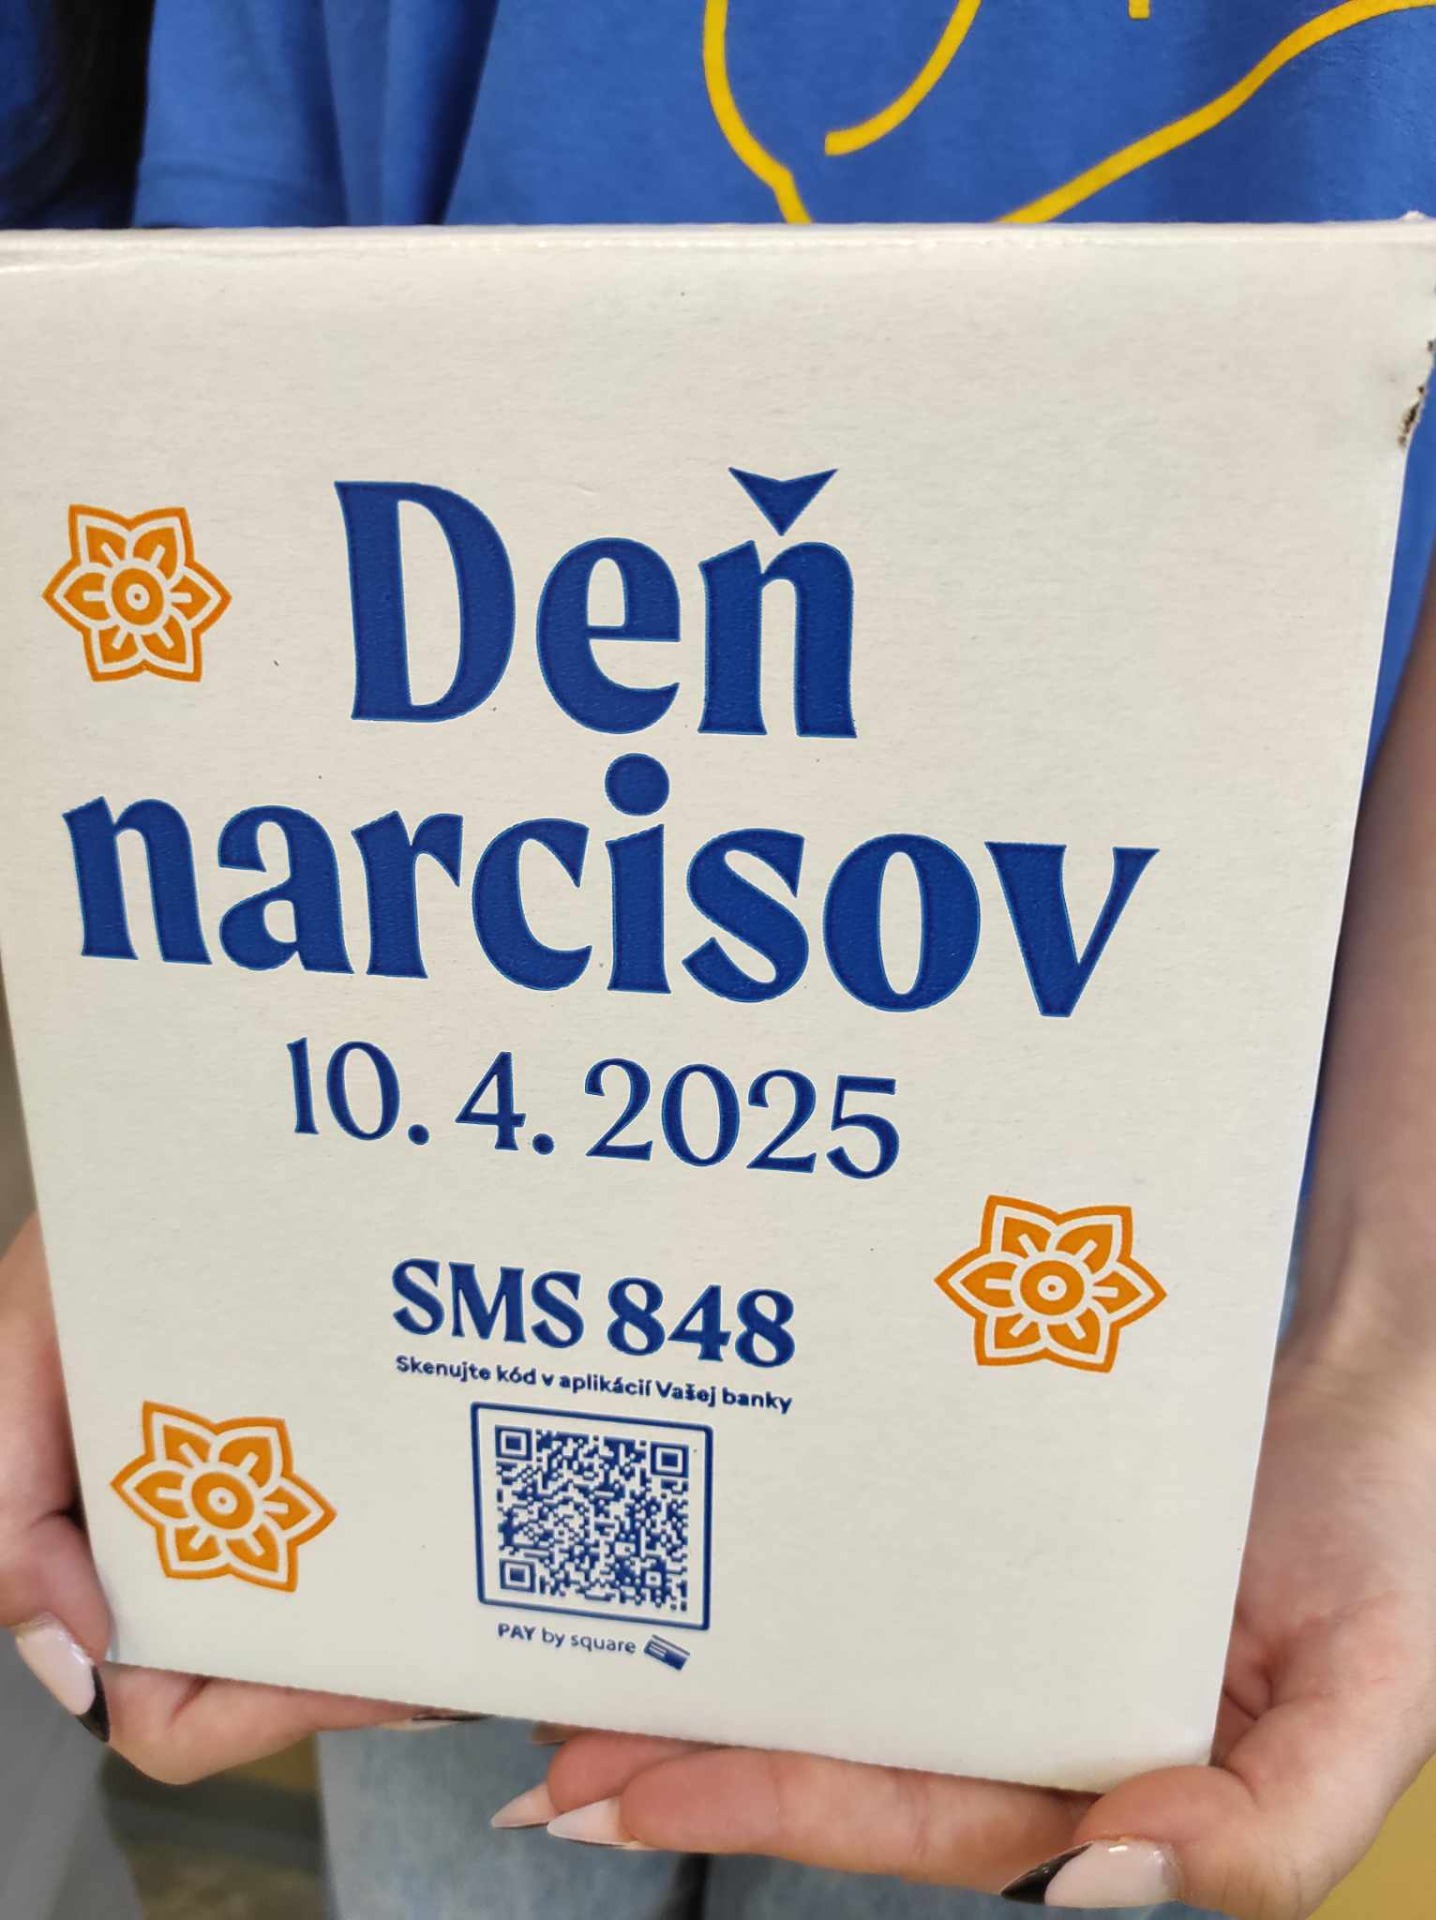 Deň
narcisov
10. 4. 2025
SMS 848
Skenujte kód v aplikácií Vašej banky
PAY by square